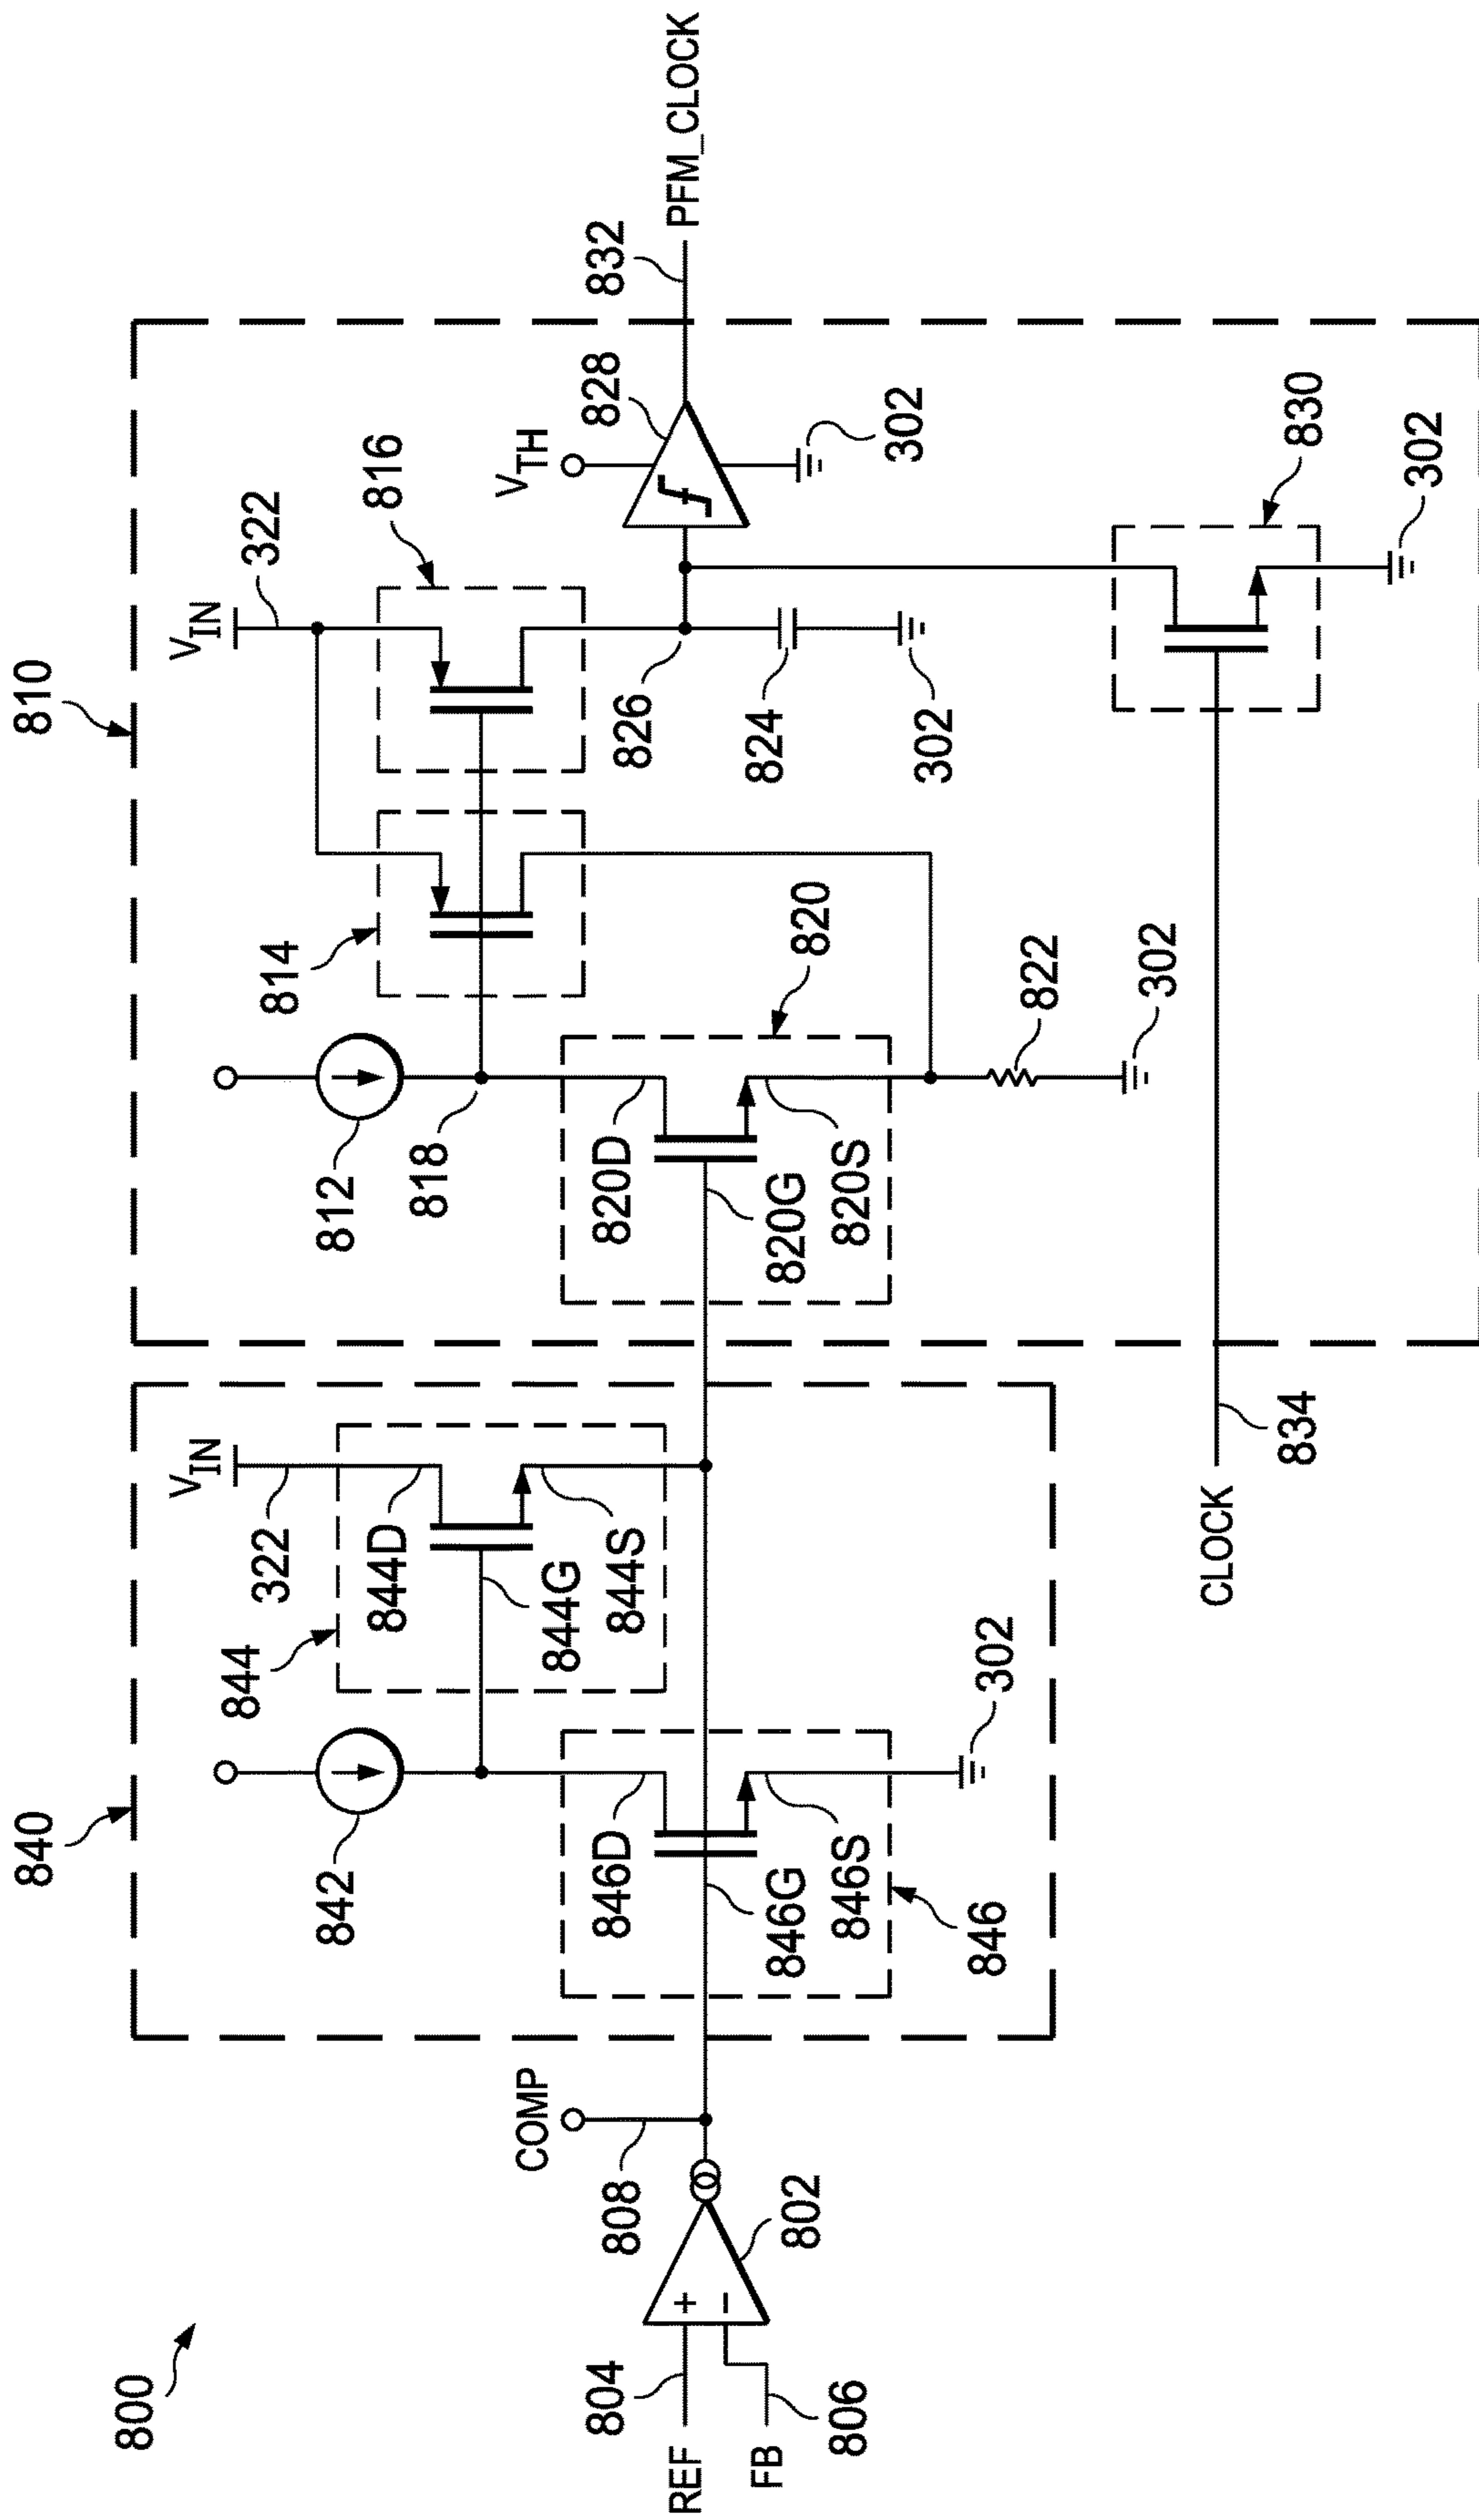 800
840
810
V_IN
322
V_IN
322
816
V_TH
828
832
PFM_CLOCK
302
842
844
844D
844G
844S
812
818
814
826
824
302
820D
820G
820S
820
822
302
830
302
COMP
808
846D
846G
846S
846
302
REF
804
FB
806
802
CLOCK
834